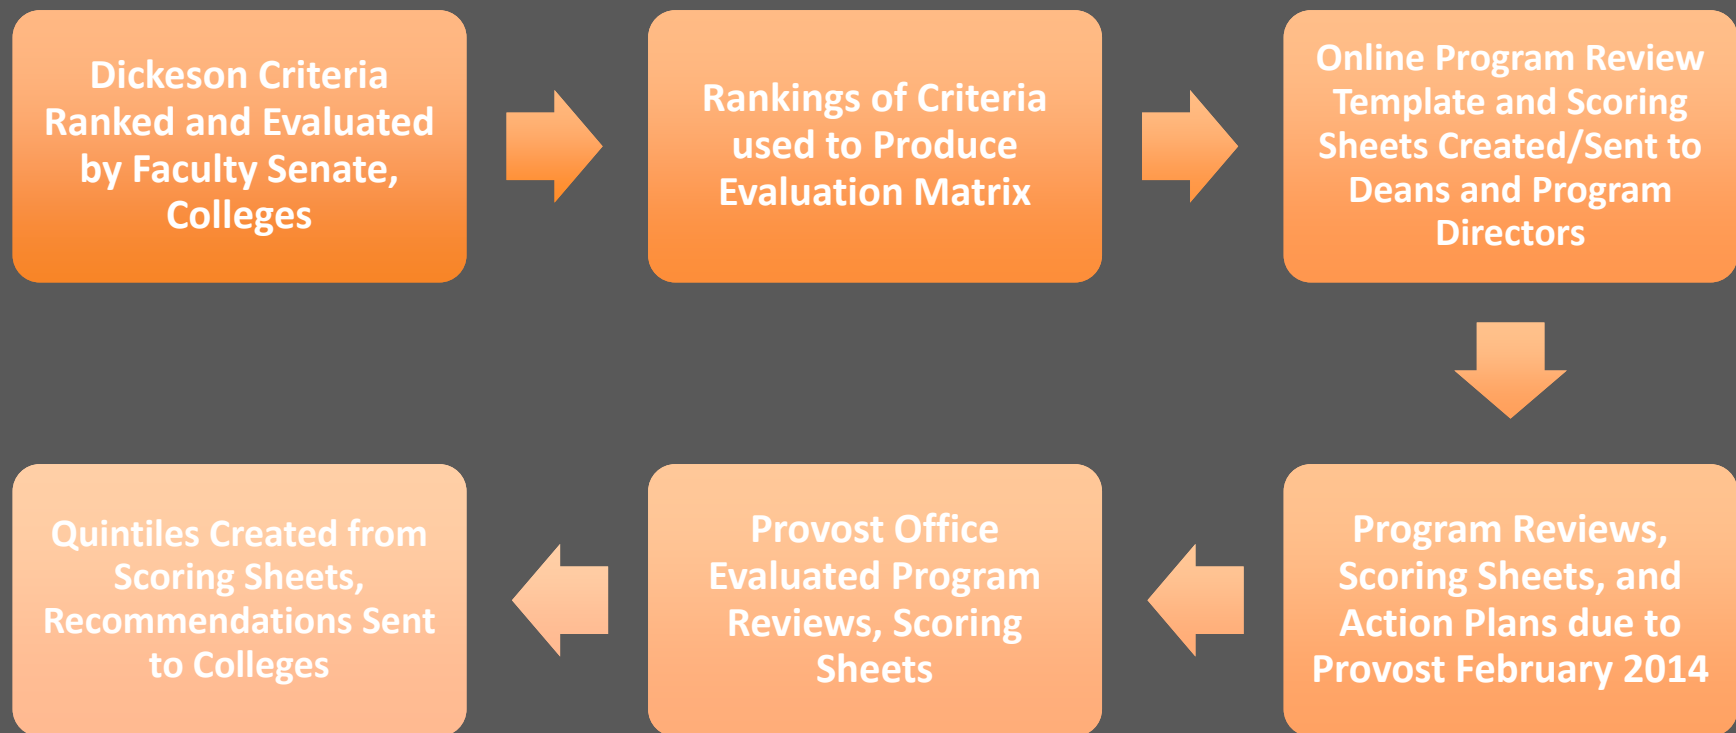 Dickeson Criteria
Ranked and Evaluated
by Faculty Senate,
Colleges
Rankings of Criteria
used to Produce
Evaluation Matrix
Online Program Review
Template and Scoring
Sheets Created/Sent to
Deans and Program
Directors
Program Reviews,
Scoring Sheets, and
Action Plans due to
Provost February 2014
Provost Office
Evaluated Program
Reviews, Scoring
Sheets
Quintiles Created from
Scoring Sheets,
Recommendations Sent
to Colleges